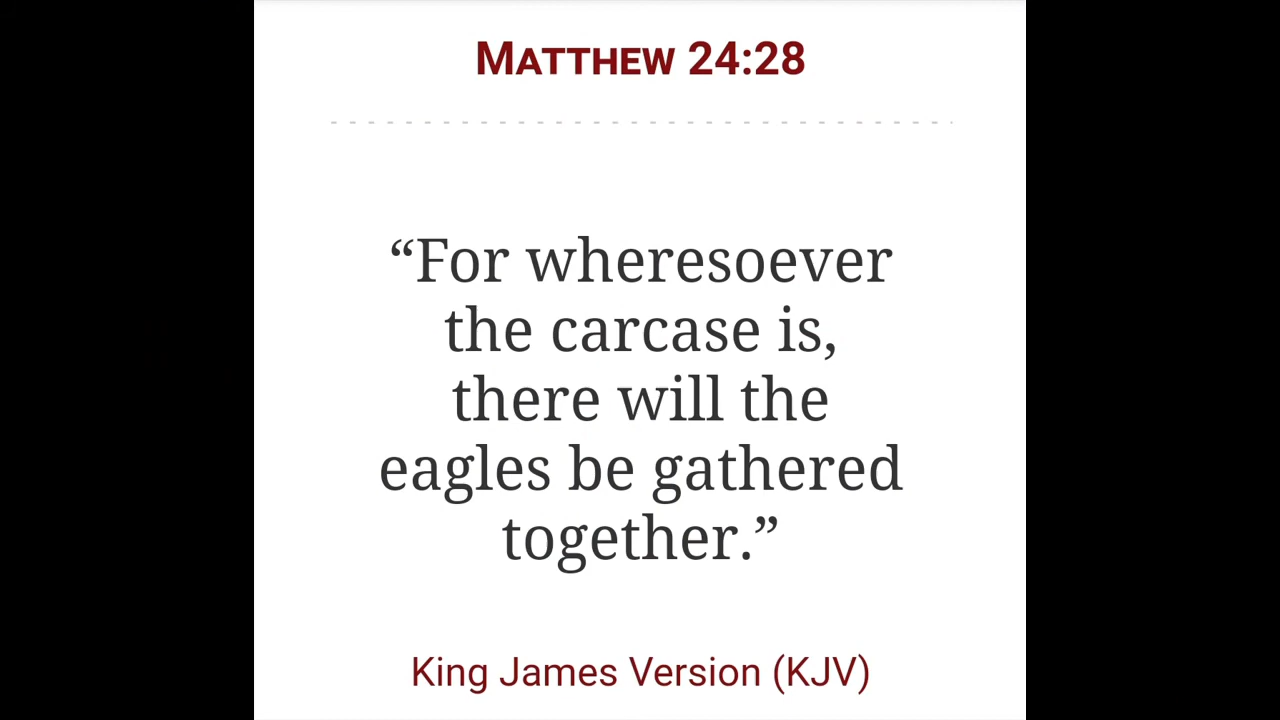 MATTHEW 24:28
“For wheresoever
the carcase is,
there will the
eagles be gathered
together.”
King James Version (KJV)